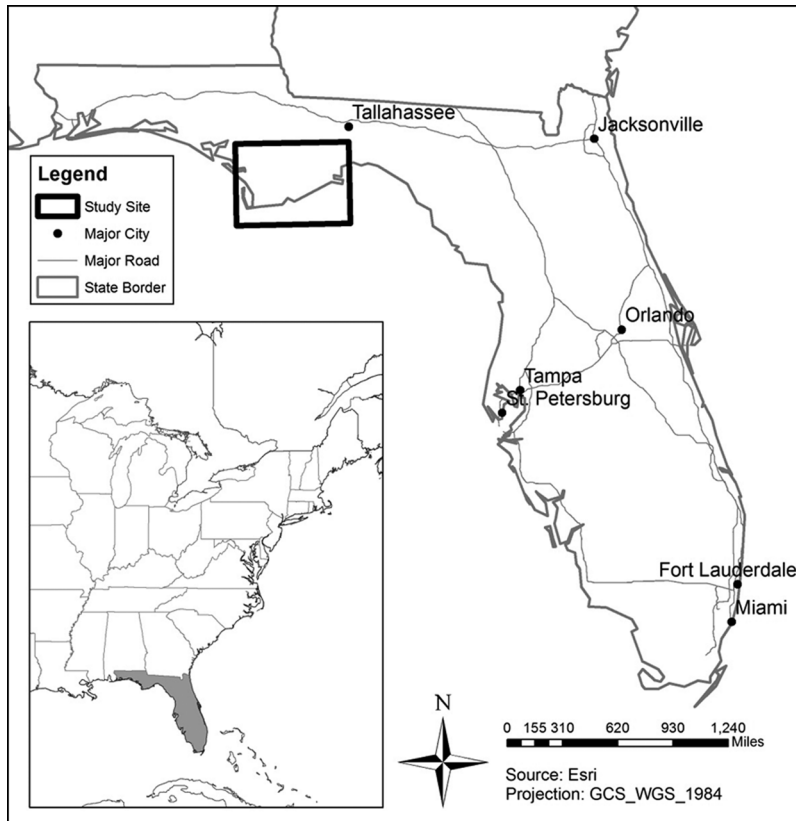 Tallahassee
Jacksonville
Legend
Study Site
Major City
Major Road
State Border
Orlando
Tampa
St. Petersburg
Fort Lauderdale
Miami
N
0 155 310 620 930 1,240
Miles
Source: Esri
Projection: GCS_WGS_1984